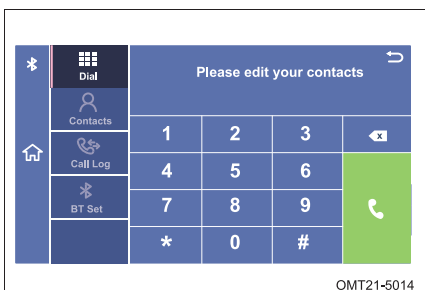 Dial
Please edit your contacts
Contacts
Call Log
BT Set
1 2 3 x
4 5 6
7 8 9
* 0 #
OMT21-5014